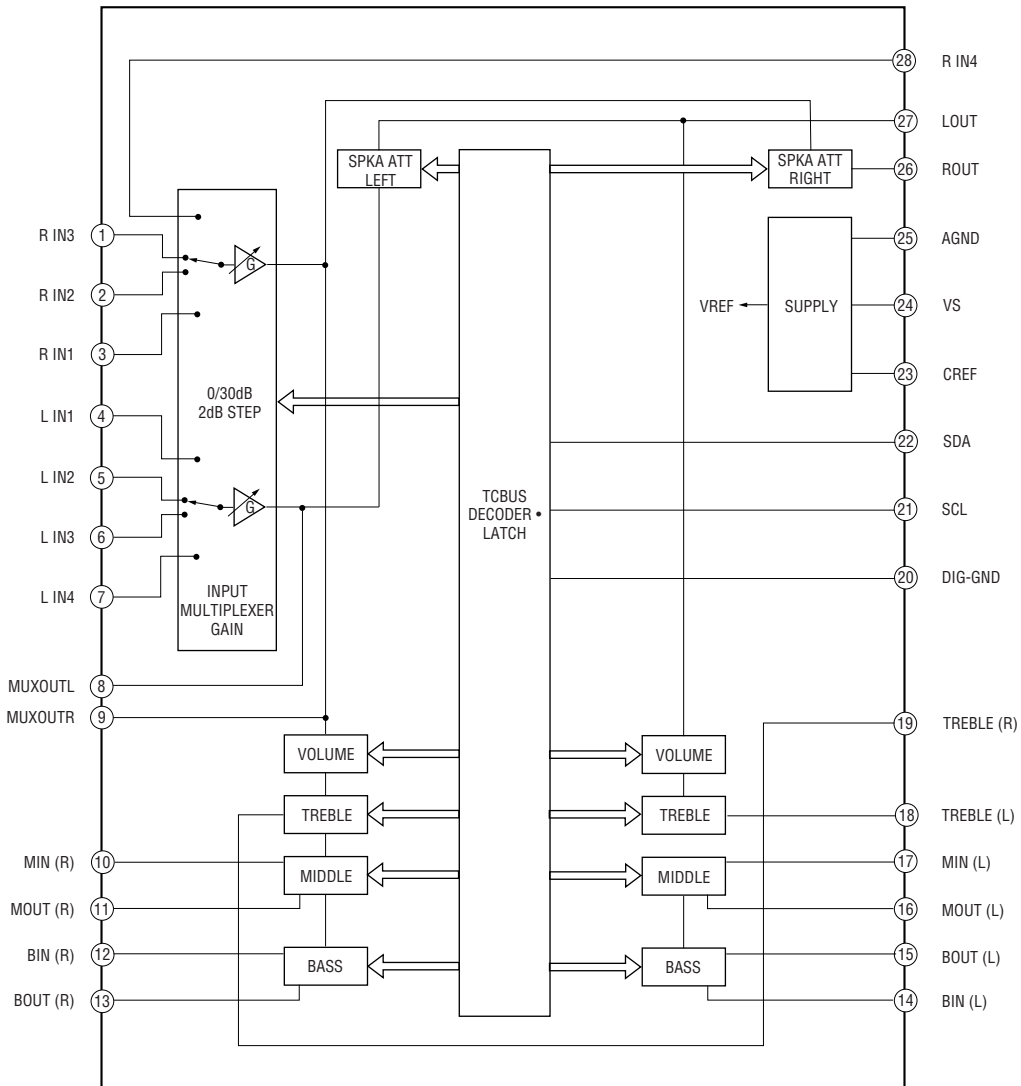 28 R IN4
27 LOUT
SPKA ATT
LEFT
SPKA ATT
RIGHT
26 ROUT
R IN3 1
G
25 AGND
R IN2 2
VREF
SUPPLY
24 VS
R IN1 3
23 CREF
0/30dB
2dB STEP
L IN1 4
22 SDA
L IN2 5
G
TCBUS
DECODER •
LATCH
21 SCL
L IN3 6
20 DIG-GND
L IN4 7
INPUT
MULTIPLEXER
GAIN
MUXOUTL 8
MUXOUTR 9
19 TREBLE (R)
VOLUME
VOLUME
TREBLE
TREBLE
18 TREBLE (L)
MIN (R) 10
MIDDLE
MIDDLE
17 MIN (L)
MOUT (R) 11
16 MOUT (L)
BIN (R) 12
BASS
BASS
15 BOUT (L)
BOUT (R) 13
14 BIN (L)